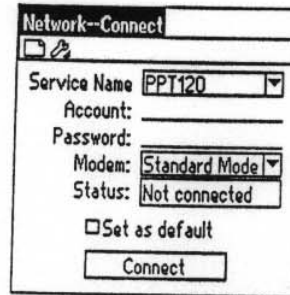 Network--Connect
Service Name PPT120
Account:
Password:
Modem: Standard Mode
Status: Not connected
Set as default
Connect